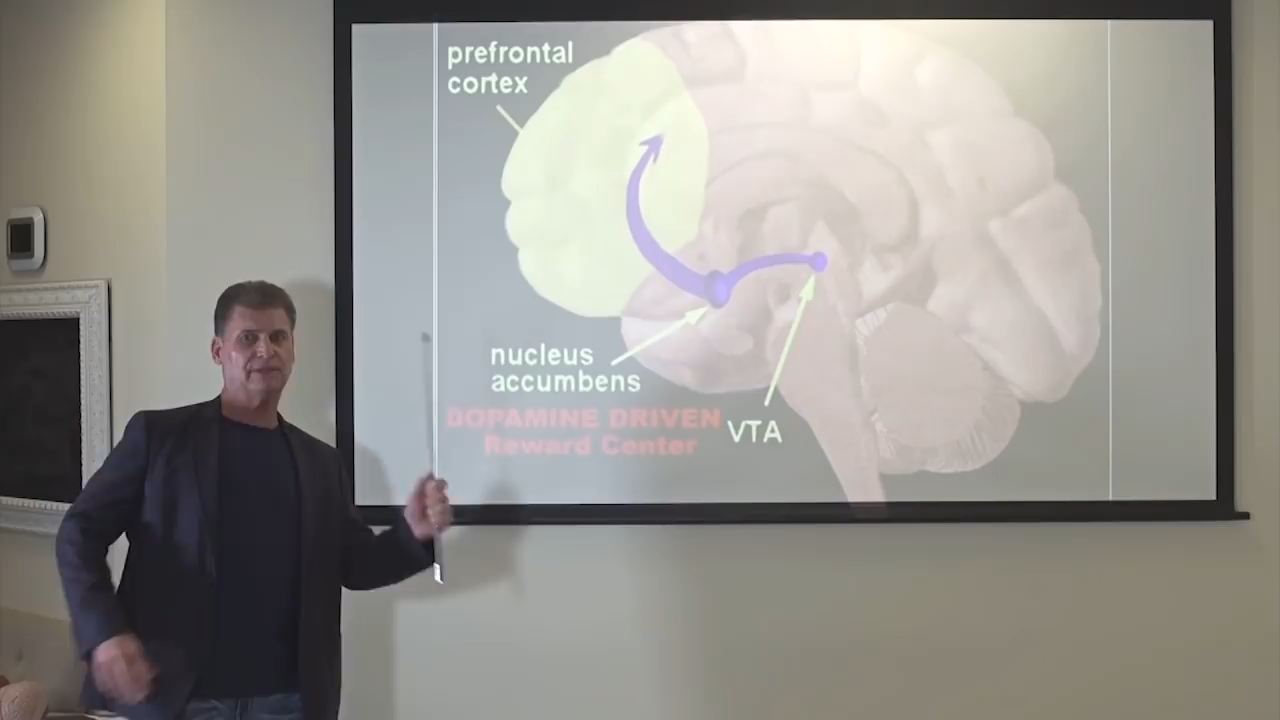 prefrontal
cortex
nucleus
accumbens
DOPAMINE DRIVEN
Reward Center
VTA